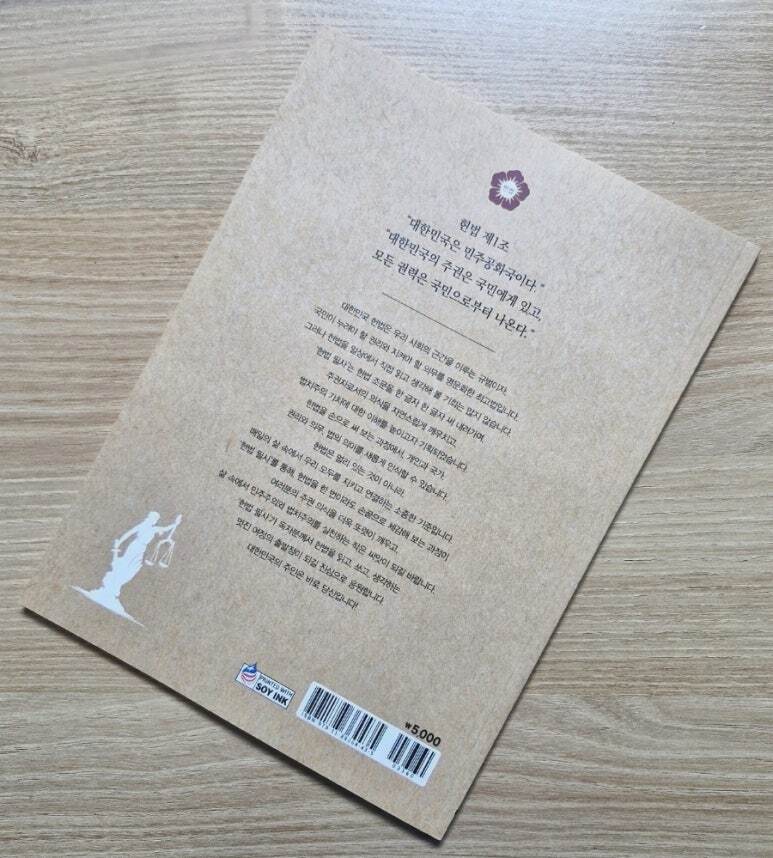 헌법 제1조
"대한민국은 민주공화국이다."
"대한민국의 주권은 국민에게 있고,
모든 권력은 국민으로부터 나온다."
대한민국 헌법은 우리 사회의 근간을 이루는 규범이자,
국민이 누려야 할 권리와 지켜야 할 의무를 명문화한 최고법입니다.
그러나 헌법을 일상에서 직접 읽고 생각해 볼 기회는 많지 않습니다.
'헌법 필사'는 헌법 조문을 한 글자 한 글자 써 내려가며,
주권자로서의 의식을 자연스럽게 깨우치고,
법치주의 가치에 대한 이해를 높이고자 기획되었습니다.
헌법을 손으로 써 보는 과정에서, 개인과 국가,
권리와 의무, 법의 의미를 새롭게 인식할 수 있습니다.
헌법은 멀리 있는 것이 아니라,
매일의 삶 속에서 우리 모두를 지키고 연결하는 소중한 기준입니다.
'헌법 필사'를 통해, 헌법을 한 번이라도 손끝으로 체감해 보는 과정이
여러분의 주권 의식을 더욱 또렷이 깨우고,
삶 속에서 민주주의와 법치주의를 실천하는 작은 씨앗이 되길 바랍니다.
'헌법 필사'가 독자분께서 헌법을 읽고, 쓰고, 생각하는
멋진 여정의 출발점이 되길 진심으로 응원합니다.
대한민국의 주인은 바로 당신입니다!
PRINTED WITH
SOY INK
₩5,000